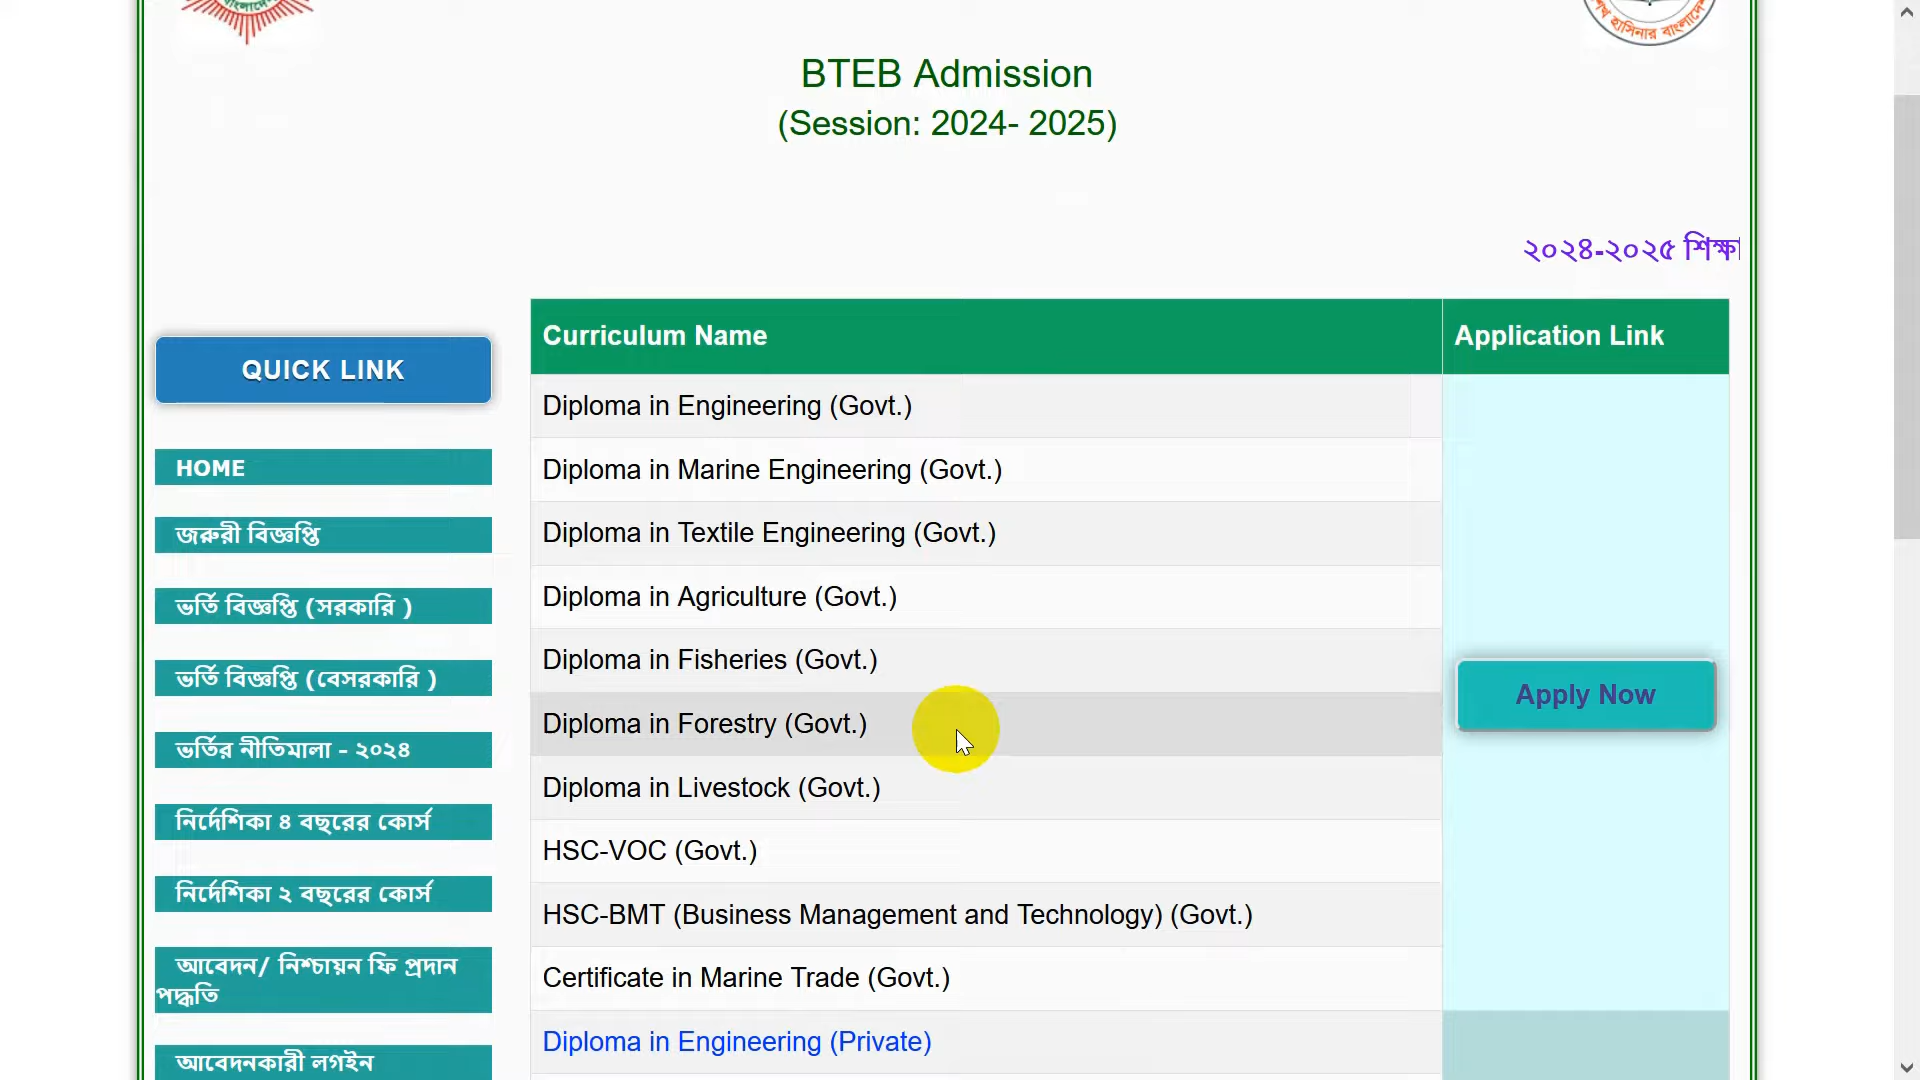 বাংলাদেশ
শেখ হাসিনার বাংলাদেশ
BTEB Admission
(Session: 2024- 2025)
২০২৪-২০২৫ শিক্ষা
QUICK LINK
HOME
জরুরী বিজ্ঞপ্তি
ভর্তি বিজ্ঞপ্তি (সরকারি )
ভর্তি বিজ্ঞপ্তি (বেসরকারি )
ভর্তির নীতিমালা - ২০২৪
নির্দেশিকা ৪ বছরের কোর্স
নির্দেশিকা ২ বছরের কোর্স
আবেদন/ নিশ্চায়ন ফি প্রদান
পদ্ধতি
আবেদনকারী লগইন
Curriculum Name
Application Link
Diploma in Engineering (Govt.)
Diploma in Marine Engineering (Govt.)
Diploma in Textile Engineering (Govt.)
Diploma in Agriculture (Govt.)
Diploma in Fisheries (Govt.)
Diploma in Forestry (Govt.)
Diploma in Livestock (Govt.)
HSC-VOC (Govt.)
HSC-BMT (Business Management and Technology) (Govt.)
Certificate in Marine Trade (Govt.)
Diploma in Engineering (Private)
Apply Now